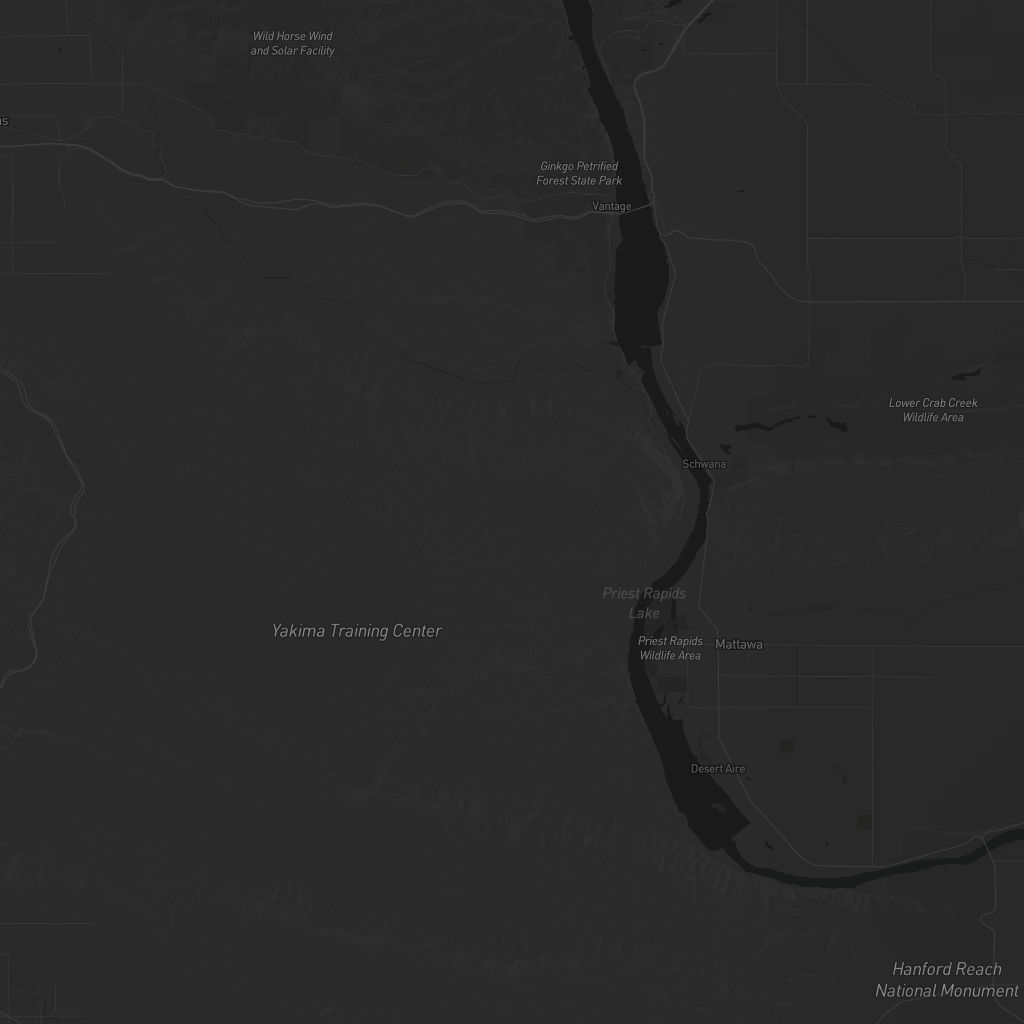 Wild Horse Wind
and Solar Facility
as
Ginkgo Petrified
Forest State Park
Vantage
Lower Crab Creek
Wildlife Area
Schwana
Priest Rapids
Lake
Yakima Training Center
Priest Rapids
Wildlife Area
Mattawa
Desert Aire
Hanford Reach
National Monument